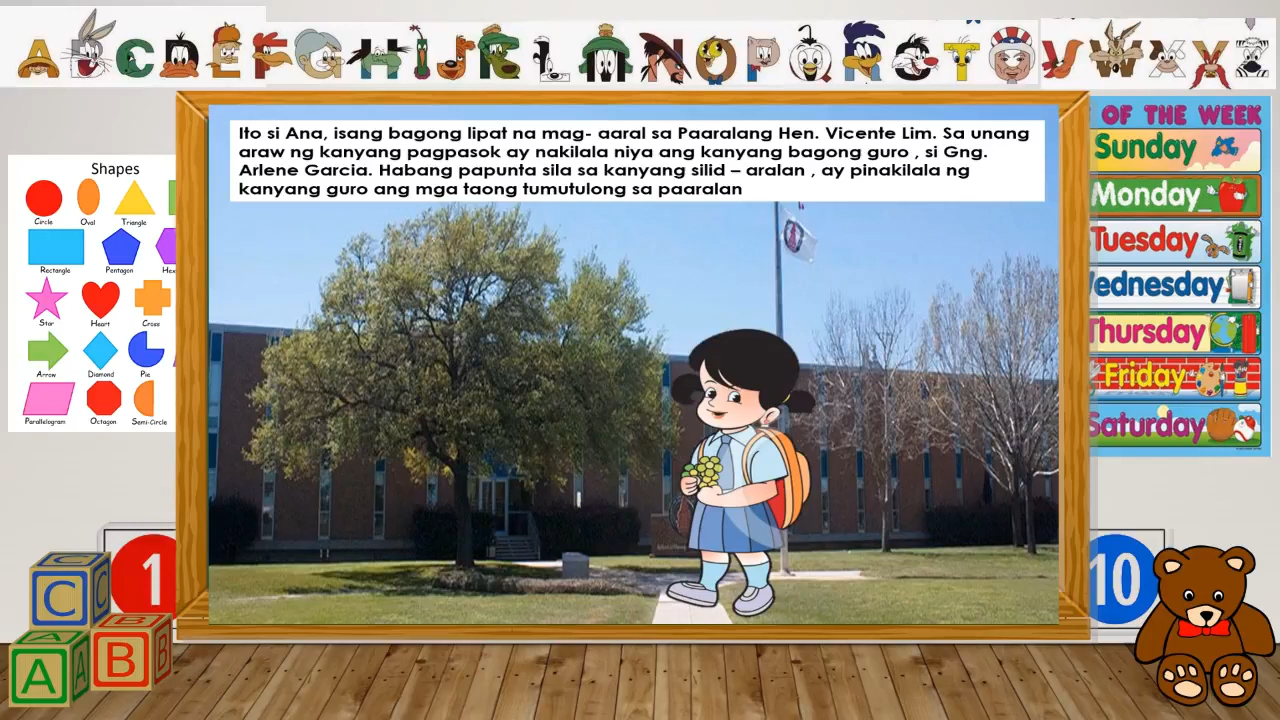 A B C D E F G H I J K L M N O P Q R S T U V W X X Z
Ito si Ana, isang bagong lipat na mag- aaral sa Paaralang Hen. Vicente Lim. Sa unang
araw ng kanyang pagpasok ay nakilala niya ang kanyang bagong guro , si Gng.
Arlene Garcia. Habang papunta sila sa kanyang silid – aralan , ay pinakilala ng
kanyang guro ang mga taong tumutulong sa paaralan
Shapes
Circle Oval Triangle
Rectangle Pentagon Hex
Star Heart Cross
Arrow Diamond Pie
Parallelogram Octagon Semi-Circle
OF THE WEEK
Sunday
Monday
Tuesday
Wednesday
Thursday
Friday
Saturday
1
10
C C
A A B B B